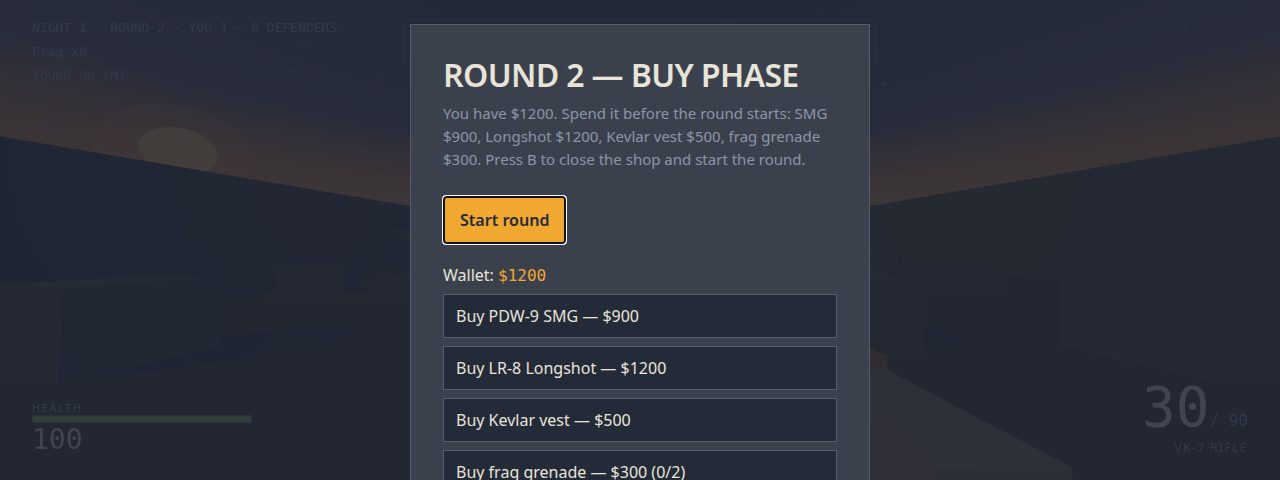 NIGHT 1 · ROUND 2 · YOU 1 — 0 DEFENDERS
Frag x0
SOUND ON (M)
ROUND 2 — BUY PHASE
You have $1200. Spend it before the round starts: SMG
$900, Longshot $1200, Kevlar vest $500, frag grenade
$300. Press B to close the shop and start the round.
Start round
Wallet: $1200
Buy PDW-9 SMG — $900
Buy LR-8 Longshot — $1200
Buy Kevlar vest — $500
Buy frag grenade — $300 (0/2)
HEALTH
100
30 / 90
VK-7 RIFLE